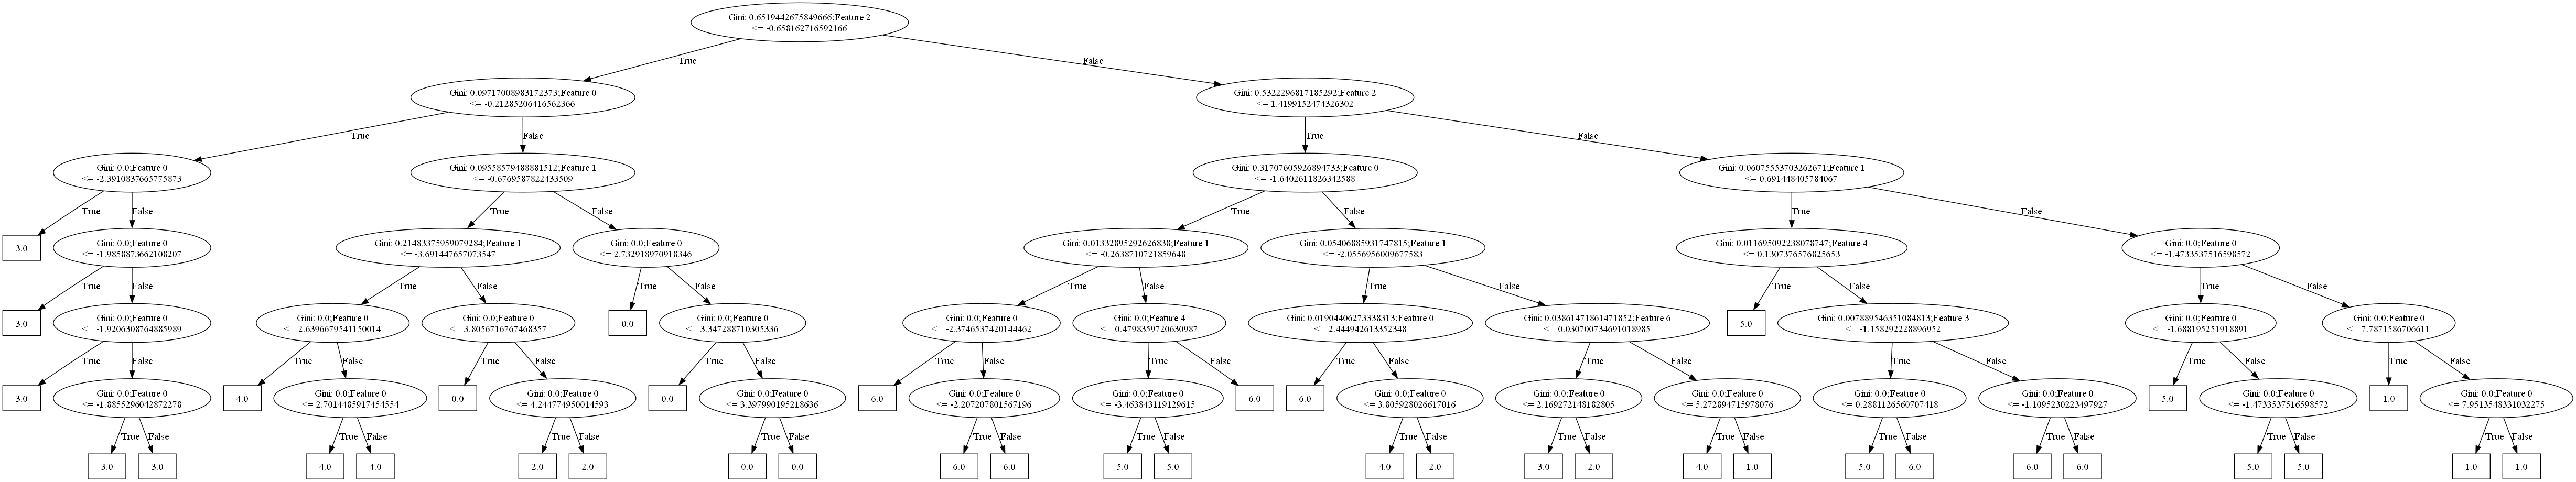 Gini: 0.6519442675849666;Feature 2
<= -0.658162716592166
True
False
Gini: 0.09717008983172373;Feature 0
<= -0.21285206416562366
Gini: 0.5322296817185292;Feature 2
<= 1.4199152474326302
True
False
True
False
Gini: 0.0;Feature 0
<= -2.3910837665775873
Gini: 0.09558579488881512;Feature 1
<= -0.6769587822433509
Gini: 0.31707605926894733;Feature 0
<= -1.6402611826342588
Gini: 0.06075553703262671;Feature 1
<= 0.691448405784067
True
False
True
False
True
False
True
False
3.0
Gini: 0.0;Feature 0
<= -1.9858873662108207
Gini: 0.21483375959079284;Feature 1
<= -3.691447657073547
Gini: 0.0;Feature 0
<= 2.732918970918346
Gini: 0.01332895292626838;Feature 1
<= -0.2638710721859648
Gini: 0.05406885931747815;Feature 1
<= -2.0556956009677583
Gini: 0.011695092238078747;Feature 4
<= 0.1307376576825653
Gini: 0.0;Feature 0
<= -1.4733537516598572
True
False
True
False
True
False
True
False
True
False
True
False
True
False
3.0
Gini: 0.0;Feature 0
<= -1.9206308764885989
Gini: 0.0;Feature 0
<= 2.6396679541150014
Gini: 0.0;Feature 0
<= 3.8056716767468357
0.0
Gini: 0.0;Feature 0
<= 3.347288710305336
Gini: 0.0;Feature 0
<= -2.3746537420144462
Gini: 0.0;Feature 4
<= 0.4798359720630987
Gini: 0.01904406273338313;Feature 0
<= 2.444942613352348
Gini: 0.03861471861471852;Feature 6
<= 0.030700734691018985
5.0
Gini: 0.007889546351084813;Feature 3
<= -1.158292228896952
Gini: 0.0;Feature 0
<= -1.688195251918891
Gini: 0.0;Feature 0
<= 7.7871586706611
True
False
True
False
True
False
True
False
True
False
True
False
True
False
True
False
True
False
True
False
True
False
3.0
Gini: 0.0;Feature 0
<= -1.8855296042872278
4.0
Gini: 0.0;Feature 0
<= 2.7014485917454554
0.0
Gini: 0.0;Feature 0
<= 4.244774950014593
0.0
Gini: 0.0;Feature 0
<= 3.397990195218636
6.0
Gini: 0.0;Feature 0
<= -2.207207801567196
Gini: 0.0;Feature 0
<= -3.463843119129615
6.0
6.0
Gini: 0.0;Feature 0
<= 3.805928026617016
Gini: 0.0;Feature 0
<= 2.169272148182805
Gini: 0.0;Feature 0
<= 5.272894715978076
Gini: 0.0;Feature 0
<= 0.2881126560707418
Gini: 0.0;Feature 0
<= -1.1095230223497927
5.0
Gini: 0.0;Feature 0
<= -1.4733537516598572
1.0
Gini: 0.0;Feature 0
<= 7.9513548331032275
True
False
True
False
True
False
True
False
True
False
True
False
True
False
True
False
True
False
True
False
True
False
True
False
True
False
3.0
3.0
4.0
4.0
2.0
2.0
0.0
0.0
6.0
6.0
5.0
5.0
4.0
2.0
3.0
2.0
4.0
1.0
5.0
6.0
6.0
6.0
5.0
5.0
1.0
1.0